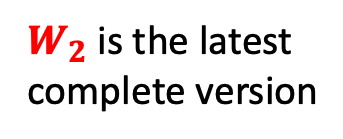 W₂ is the latest
complete version